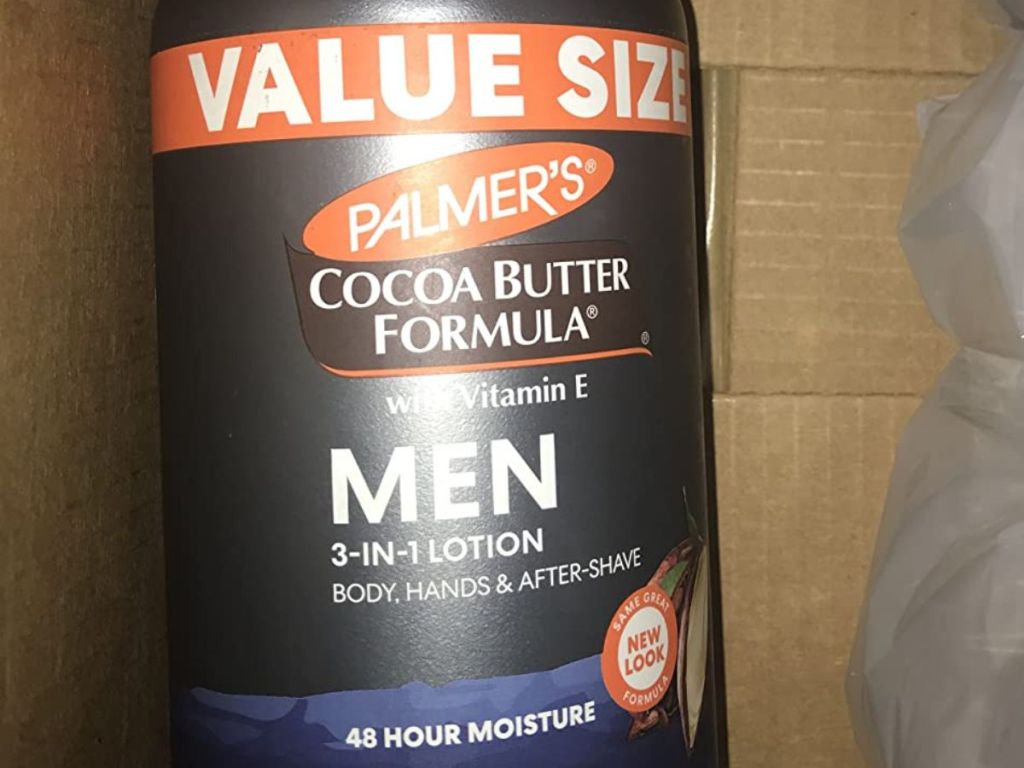 VALUE SIZE
PALMER'S®
COCOA BUTTER
FORMULA®
®
with Vitamin E
MEN
3-IN-1 LOTION
BODY, HANDS & AFTER-SHAVE
SAME GREAT
NEW
LOOK
FORMULA
48 HOUR MOISTURE